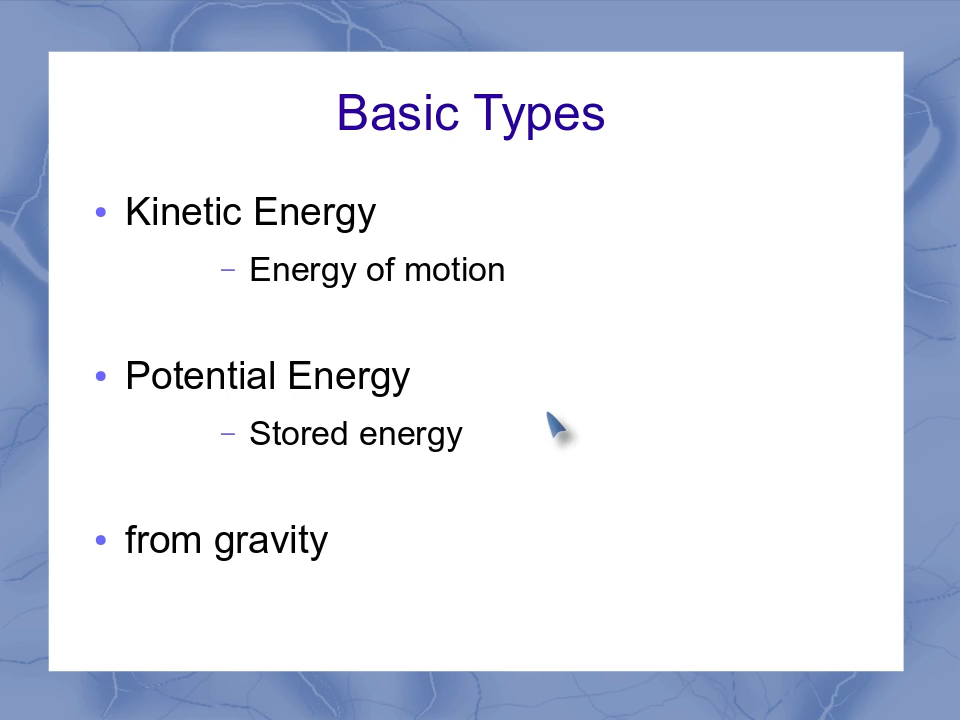 Basic Types
• Kinetic Energy
– Energy of motion
• Potential Energy
– Stored energy
• from gravity